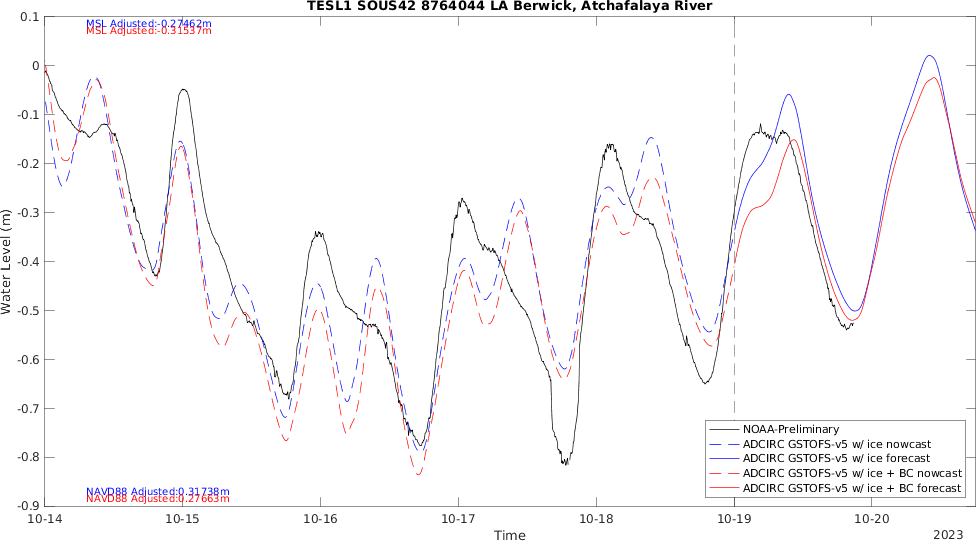 TESL1 SOUS42 8764044 LA Berwick, Atchafalaya River
MSL Adjusted:-0.27462m
MSL Adjusted:-0.31537m
0.1
0
-0.1
-0.2
-0.3
-0.4
-0.5
-0.6
-0.7
-0.8
-0.9
Water Level (m)
NOAA-Preliminary
ADCIRC GSTOFS-v5 w/ ice nowcast
ADCIRC GSTOFS-v5 w/ ice forecast
ADCIRC GSTOFS-v5 w/ ice + BC nowcast
ADCIRC GSTOFS-v5 w/ ice + BC forecast
NAVD88 Adjusted:0.31738m
NAVD88 Adjusted:0.27663m
10-14 10-15 10-16 10-17 10-18 10-19 10-20
Time
2023